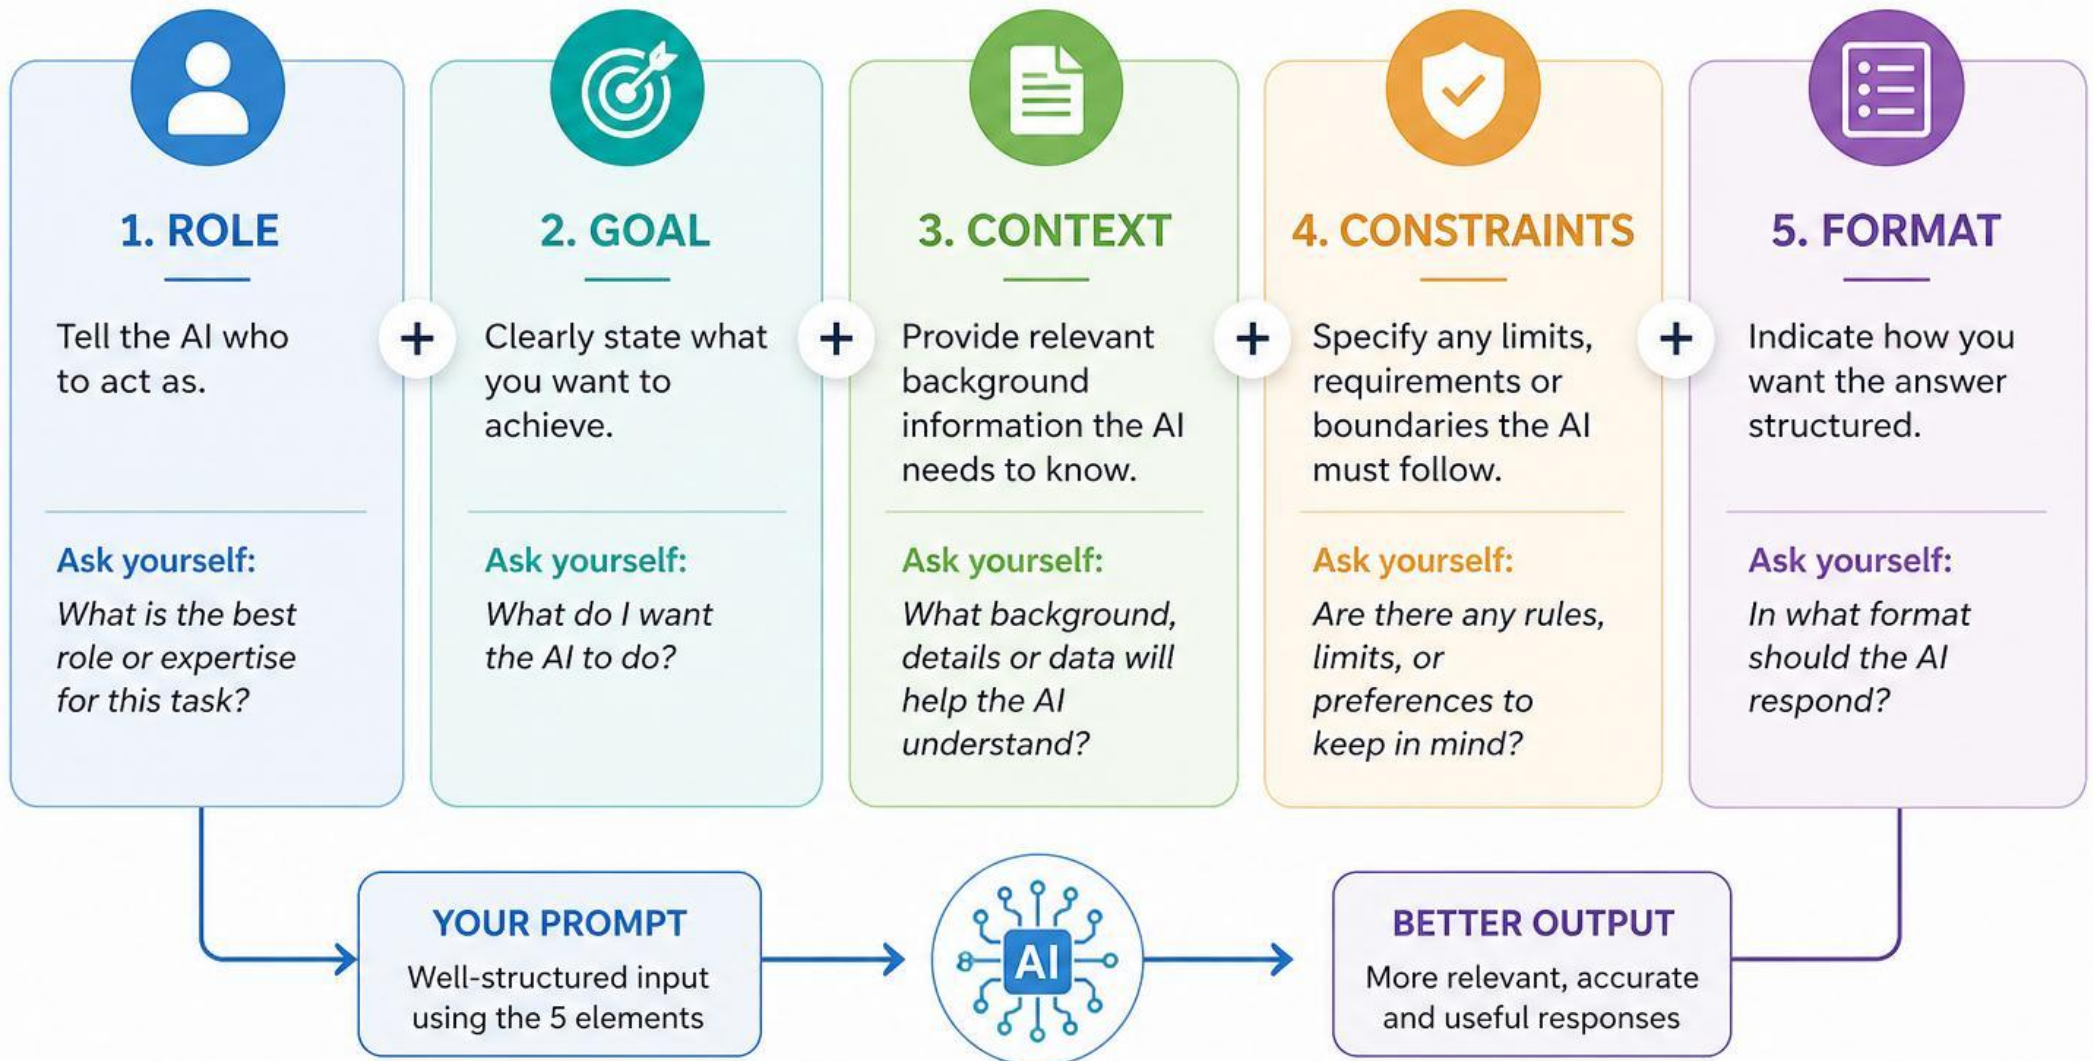 1. ROLE
Tell the AI who
to act as.
Ask yourself:
What is the best
role or expertise
for this task?
+
2. GOAL
Clearly state what
you want to
achieve.
Ask yourself:
What do I want
the AI to do?
+
3. CONTEXT
Provide relevant
background
information the AI
needs to know.
Ask yourself:
What background,
details or data will
help the AI
understand?
+
4. CONSTRAINTS
Specify any limits,
requirements or
boundaries the AI
must follow.
Ask yourself:
Are there any rules,
limits, or
preferences to
keep in mind?
+
5. FORMAT
Indicate how you
want the answer
structured.
Ask yourself:
In what format
should the AI
respond?
YOUR PROMPT
Well-structured input
using the 5 elements
AI
BETTER OUTPUT
More relevant, accurate
and useful responses